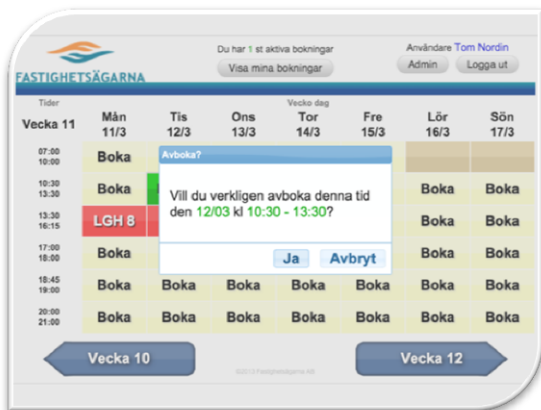 Du har 1 st aktiva bokningar
Visa mina bokningar
Användare Tom Nordin
Admin
Logga ut
FASTIGHETSÄGARNA
Tider
Vecka 11
Vecko dag
Mån
11/3
Tis
12/3
Ons
13/3
Tor
14/3
Fre
15/3
Lör
16/3
Sön
17/3
07:00
10:00
Boka
Avboka?
Vill du verkligen avboka denna tid
den 12/03 kl 10:30 - 13:30?
Ja
Avbryt
10:30
13:30
Boka
Boka
Boka
13:30
16:15
LGH 8
Boka
Boka
17:00
18:00
Boka
Boka
Boka
18:45
19:00
Boka
Boka
Boka
Boka
Boka
Boka
Boka
20:00
21:00
Boka
Boka
Boka
Boka
Boka
Boka
Boka
Vecka 10
Vecka 12